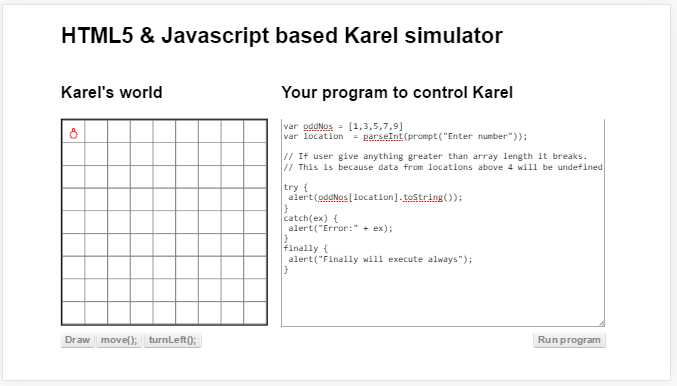 HTML5 & Javascript based Karel simulator
Karel's world
Your program to control Karel
var oddNos = [1,3,5,7,9]
var location  = parseInt(prompt("Enter number"));
// If user give anything greater than array length it breaks.
// This is because data from locations above 4 will be undefined
try {
 alert(oddNos[location].toString());
}
catch(ex) {
 alert("Error:" + ex);
}
finally {
 alert("Finally will execute always");
}
Draw move(); turnLeft(); Run program